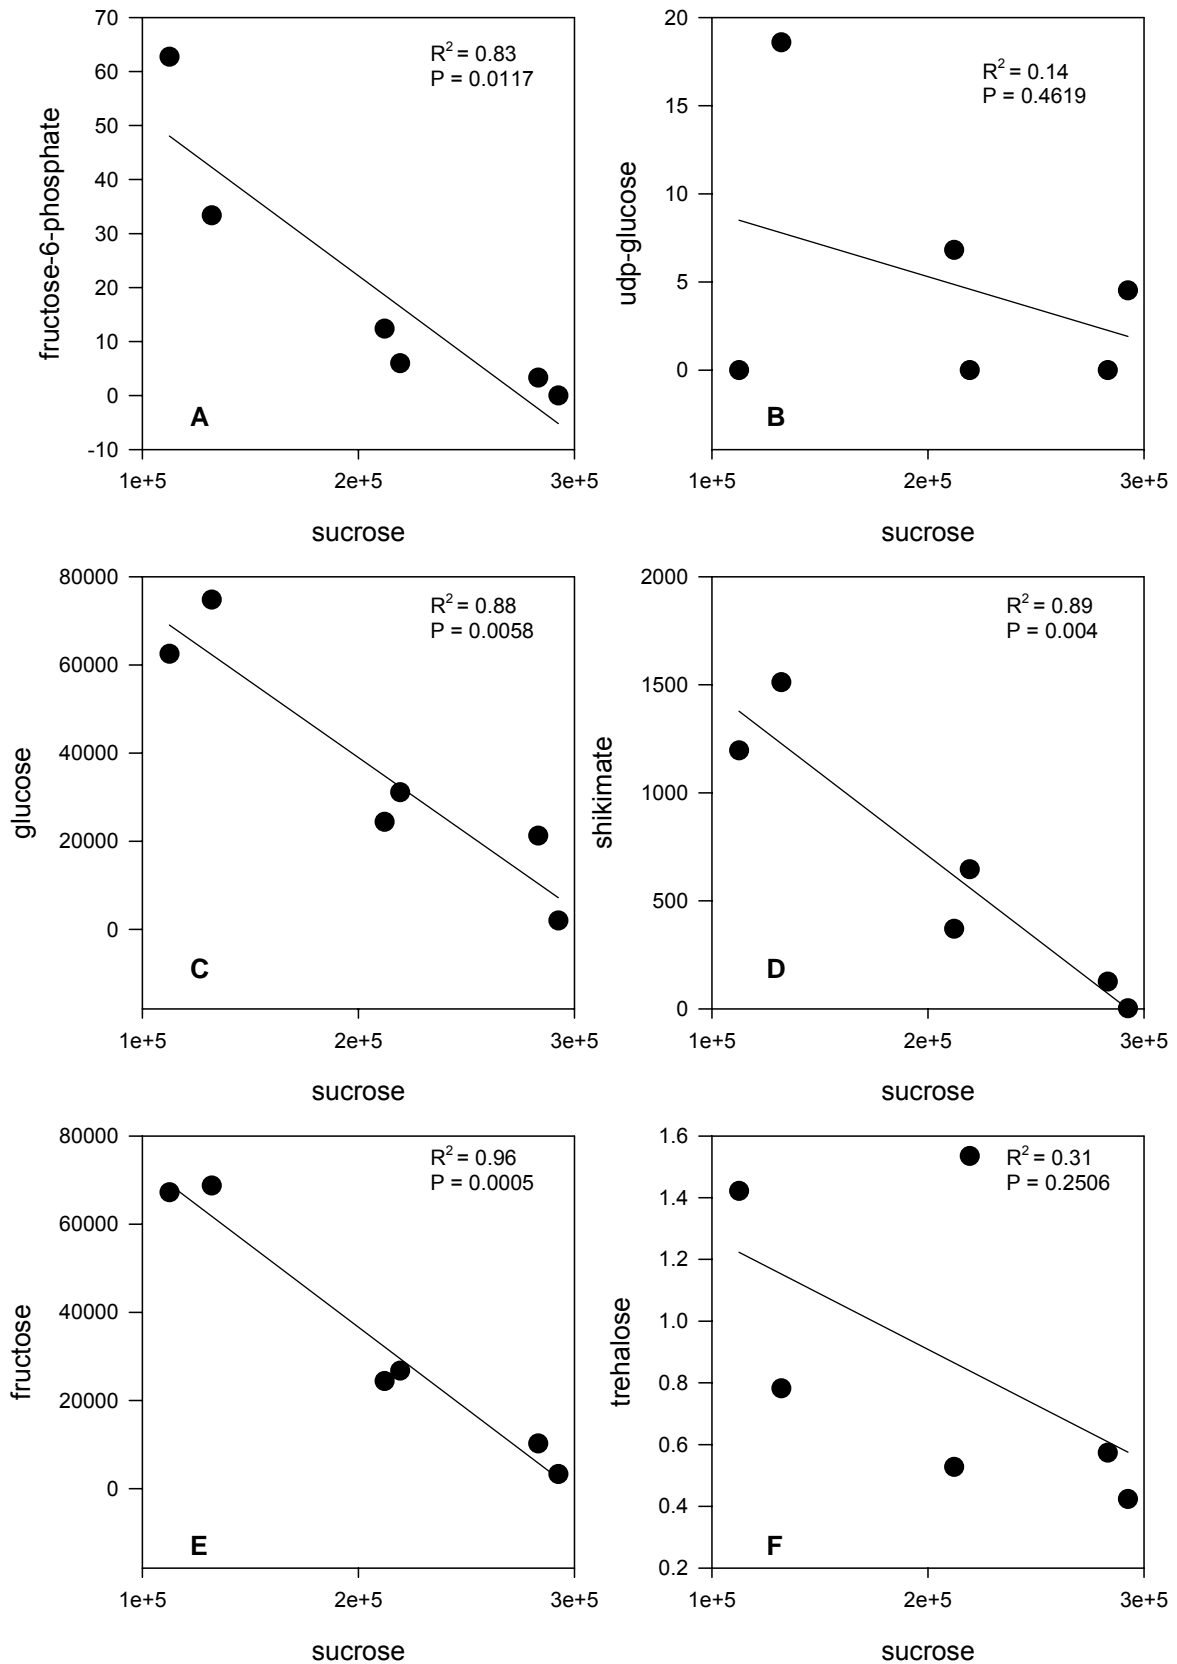 70
60
50
40
30
20
10
0
-10
fructose-6-phosphate
R² = 0.83
P = 0.0117
A
1e+5 2e+5 3e+5
sucrose
20
15
10
5
0
udp-glucose
R² = 0.14
P = 0.4619
B
1e+5 2e+5 3e+5
sucrose
80000
60000
40000
20000
0
glucose
R² = 0.88
P = 0.0058
C
1e+5 2e+5 3e+5
sucrose
2000
1500
1000
500
0
shikimate
R² = 0.89
P = 0.004
D
1e+5 2e+5 3e+5
sucrose
80000
60000
40000
20000
0
fructose
R² = 0.96
P = 0.0005
E
1e+5 2e+5 3e+5
sucrose
1.6
1.4
1.2
1.0
0.8
0.6
0.4
0.2
trehalose
R² = 0.31
P = 0.2506
F
1e+5 2e+5 3e+5
sucrose